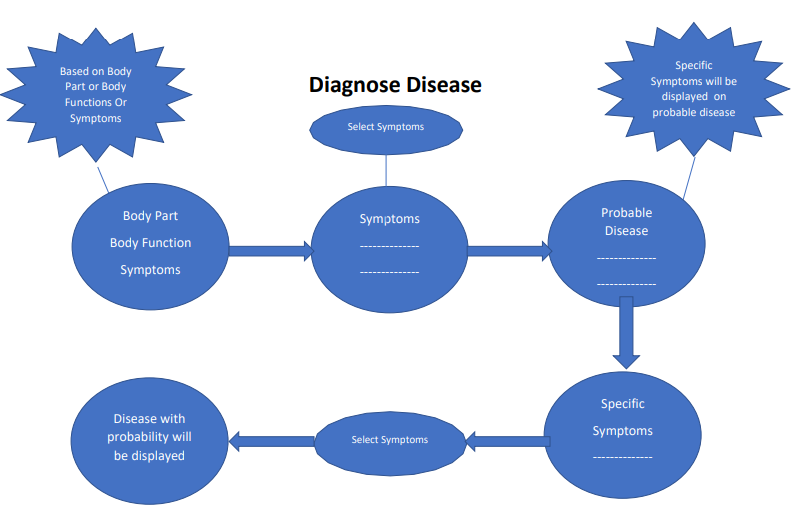 Based on Body
Part or Body
Functions Or
Symptoms
Diagnose Disease
Select Symptoms
Specific
Symptoms will be
displayed on
probable disease
Body Part
Body Function
Symptoms
Symptoms
--------------
--------------
Probable
Disease
--------------
--------------
Specific
Symptoms
--------------
Select Symptoms
Disease with
probability will
be displayed